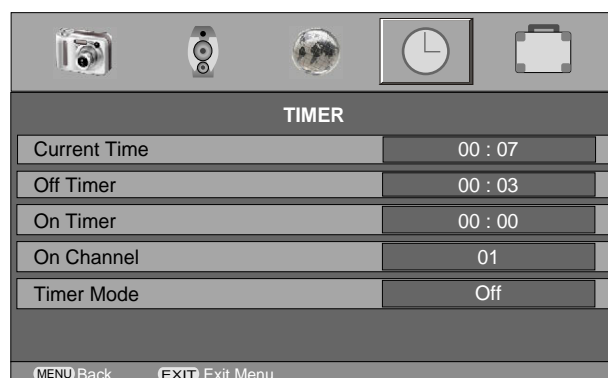 TIMER
Current Time 00 : 07
Off Timer 00 : 03
On Timer 00 : 00
On Channel 01
Timer Mode Off
MENU Back EXIT Exit Menu